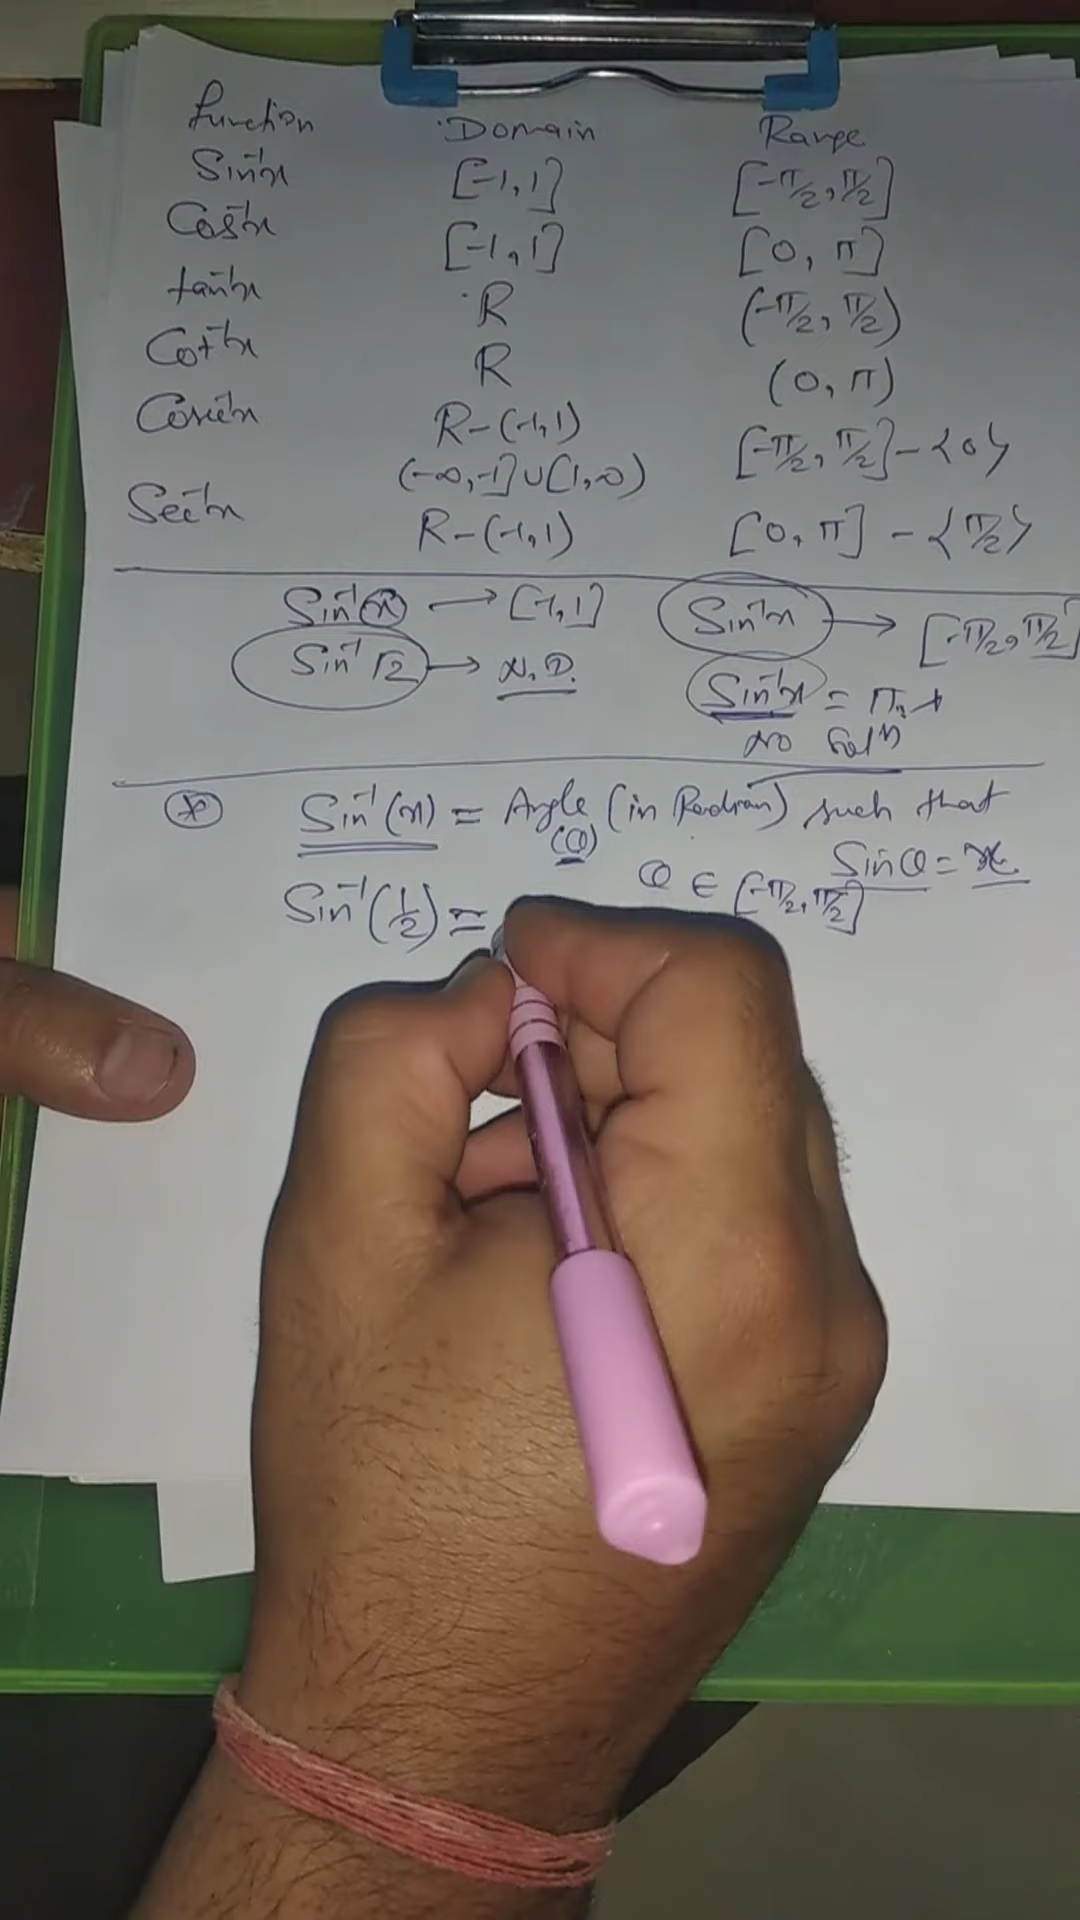 function Domain Range
Sin⁻¹x [-1,1] [-π/2, π/2]
Cos⁻¹x [-1,1] [0, π]
tan⁻¹x R (-π/2, π/2)
Cot⁻¹x R (0, π)
Cosec⁻¹x R-(-1,1) [-π/2, π/2]-{0}
(-∞,-1]∪[1,∞)
Sec⁻¹x R-(-1,1) [0, π] - {π/2}
Sin⁻¹(x) → [-1,1] Sin⁻¹x → [-π/2, π/2]
Sin⁻¹√2 → N.D.
Sin⁻¹x = π
No Solⁿ
Sin⁻¹(x) = Angle (in Radian) such that
(θ) Sinθ = x
θ ∈ [-π/2, π/2]
Sin⁻¹(1/2) =